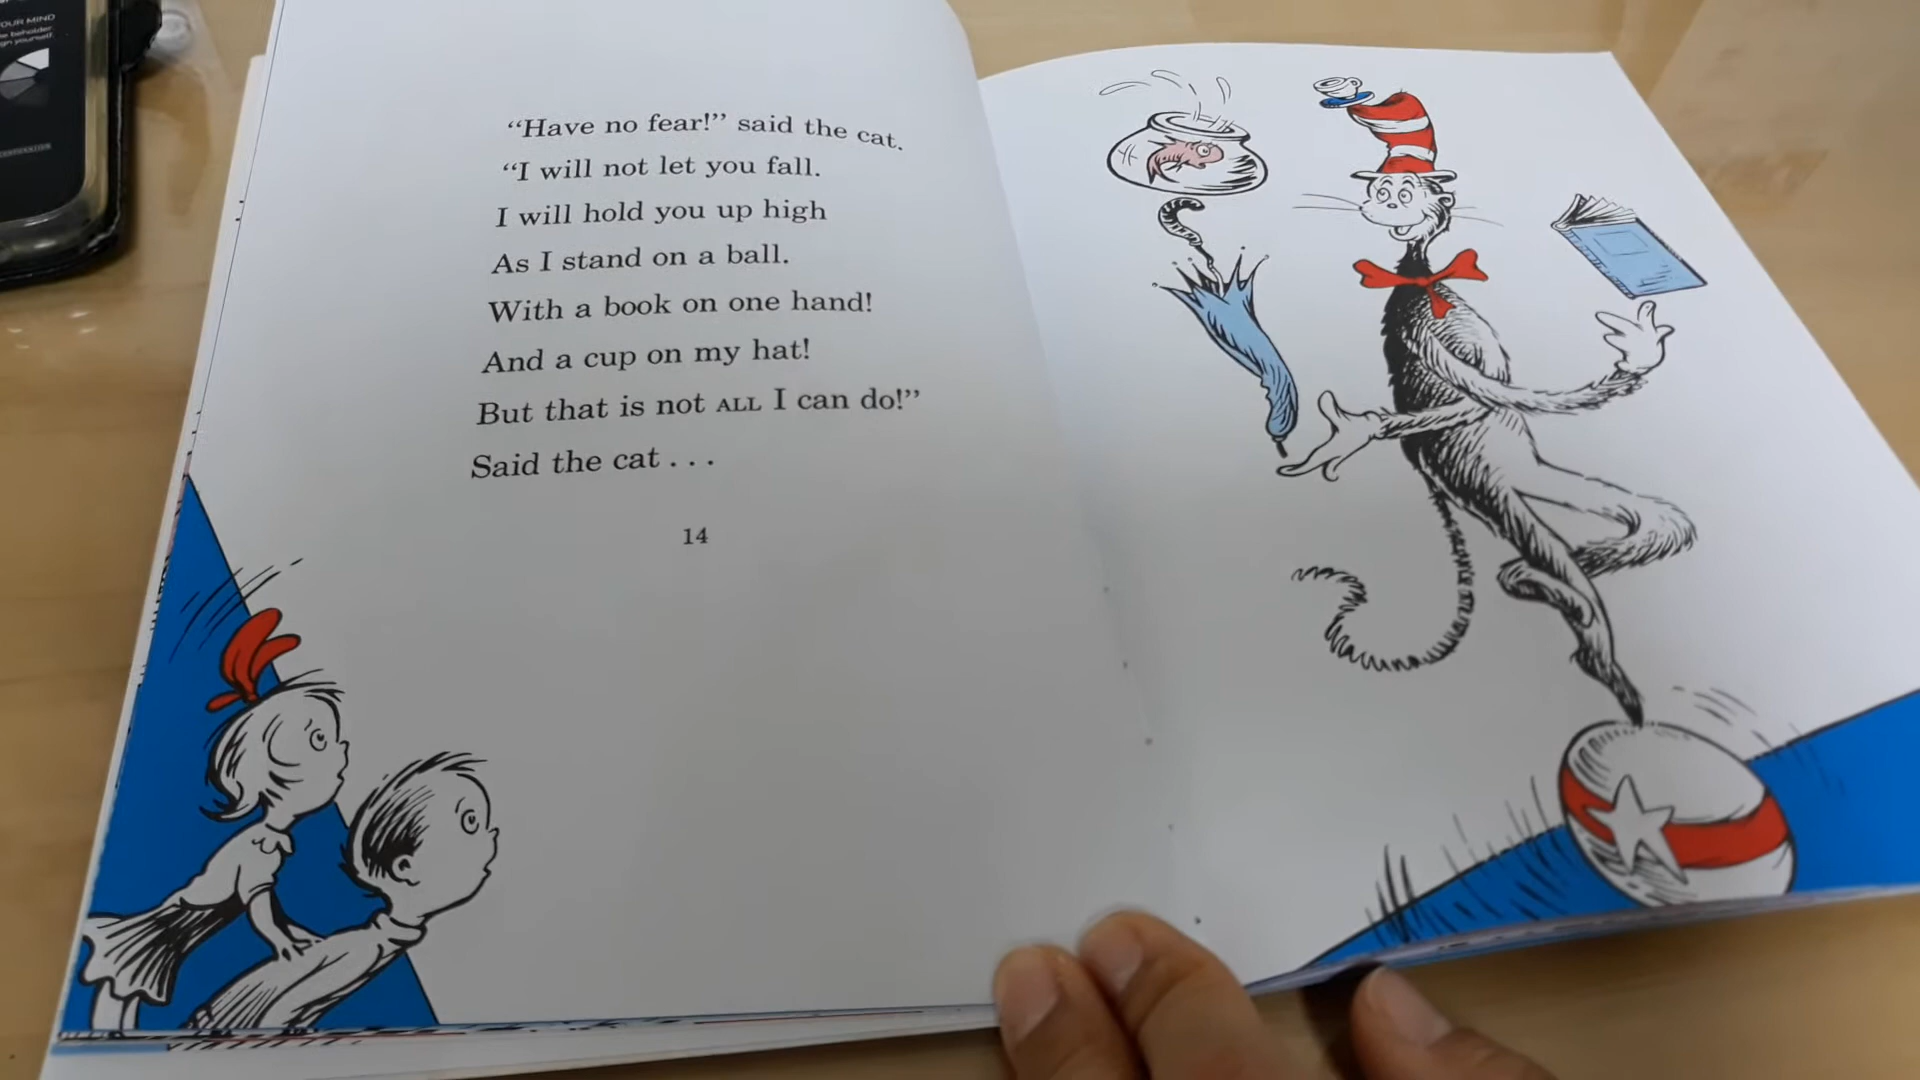 OUR MIND
"Have no fear!" said the cat.
"I will not let you fall.
I will hold you up high
As I stand on a ball.
With a book on one hand!
And a cup on my hat!
But that is not ALL I can do!"
Said the cat . . .
14